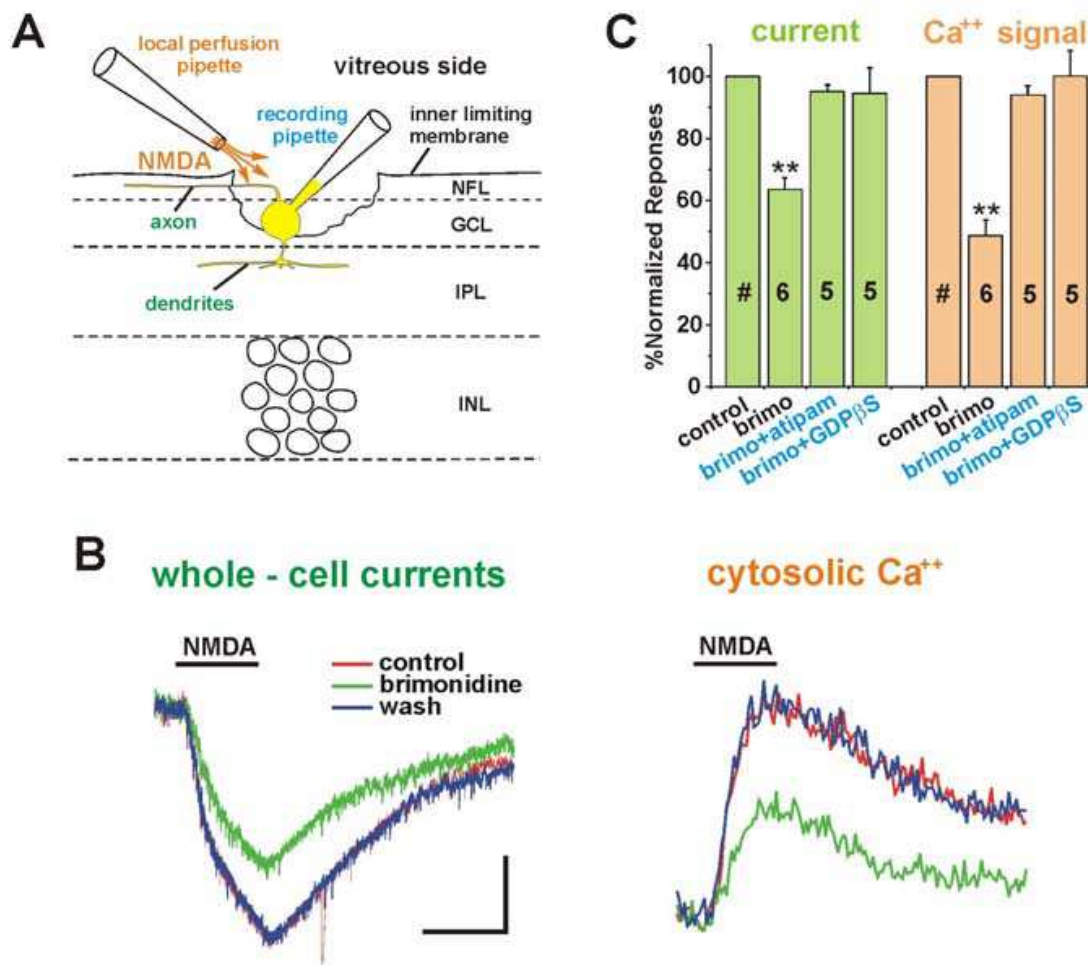 A
local perfusion
pipette
vitreous side
recording
pipette
inner limiting
membrane
NMDA
NFL
axon
GCL
dendrites
IPL
INL
C
current
Ca++ signal
%Normalized Reponses
100
80
60
40
20
0
**
**
# 6 5 5
# 6 5 5
control
brimo
brimo+atipam
brimo+GDPβS
control
brimo
brimo+atipam
brimo+GDPβS
B
whole - cell currents
cytosolic Ca++
NMDA
control
brimonidine
wash
NMDA